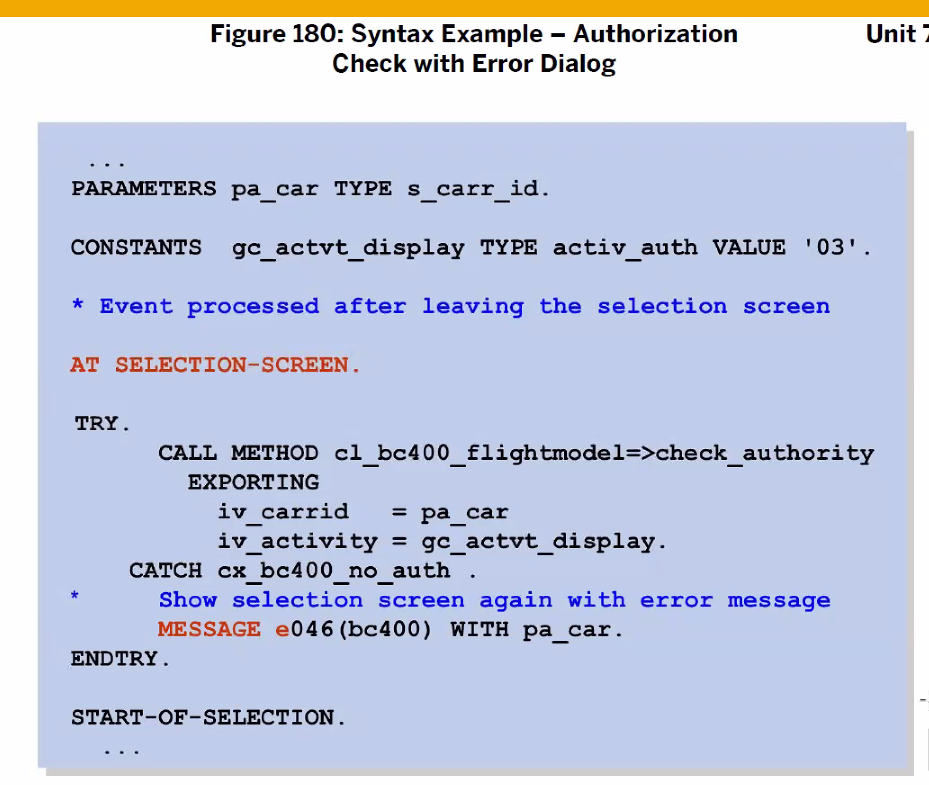 Figure 180: Syntax Example – Authorization
Check with Error Dialog
Unit 7
...
PARAMETERS pa_car TYPE s_carr_id.
CONSTANTS  gc_actvt_display TYPE activ_auth VALUE '03'.
* Event processed after leaving the selection screen
AT SELECTION-SCREEN.
TRY.
CALL METHOD cl_bc400_flightmodel=>check_authority
EXPORTING
iv_carrid   = pa_car
iv_activity = gc_actvt_display.
CATCH cx_bc400_no_auth .
*     Show selection screen again with error message
MESSAGE e046(bc400) WITH pa_car.
ENDTRY.
START-OF-SELECTION.
...